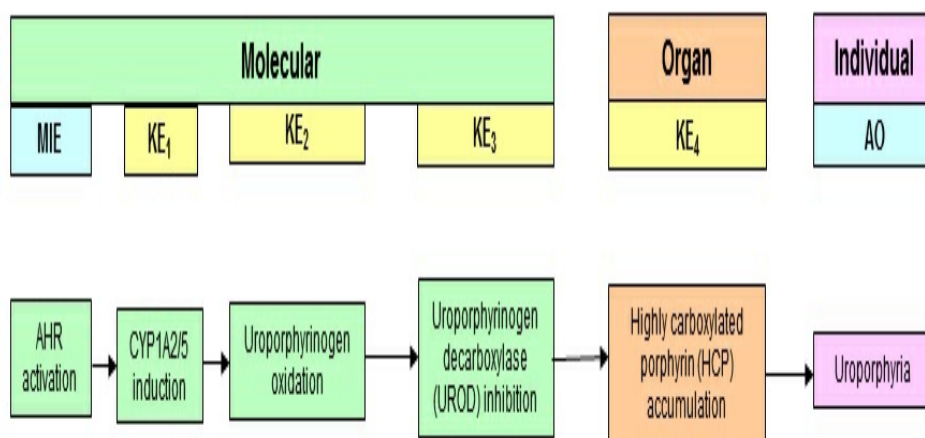 Molecular
Organ
Individual
MIE
KE1
KE2
KE3
KE4
AO
AHR
activation
CYP1A2/5
induction
Uroporphyrinogen
oxidation
Uroporphyrinogen
decarboxylase
(UROD) inhibition
Highly carboxylated
porphyrin (HCP)
accumulation
Uroporphyria